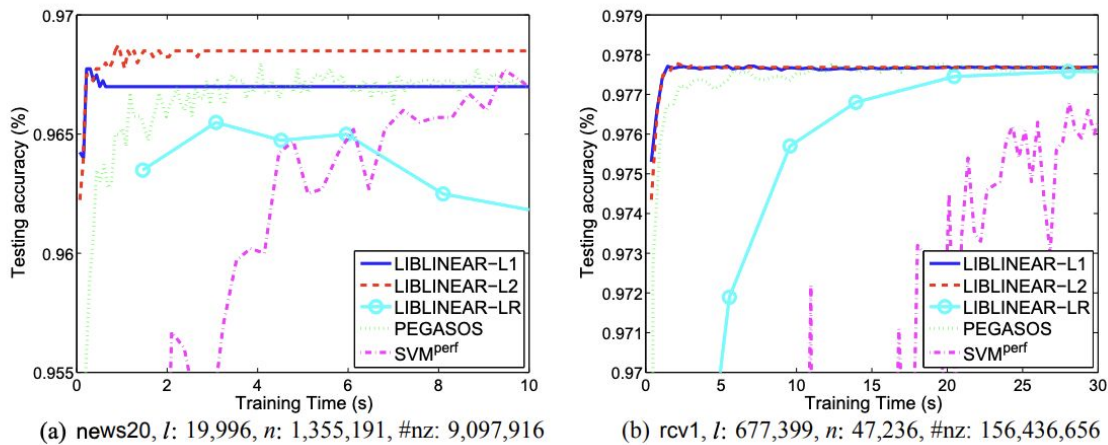 0.97
0.965
0.96
0.955
Testing accuracy (%)
0 2 4 6 8 10
Training Time (s)
LIBLINEAR−L1
LIBLINEAR−L2
LIBLINEAR−LR
PEGASOS
SVMperf
(a) news20, l: 19,996, n: 1,355,191, #nz: 9,097,916
0.979
0.978
0.977
0.976
0.975
0.974
0.973
0.972
0.971
0.97
Testing accuracy (%)
0 5 10 15 20 25 30
Training Time (s)
LIBLINEAR−L1
LIBLINEAR−L2
LIBLINEAR−LR
PEGASOS
SVMperf
(b) rcv1, l: 677,399, n: 47,236, #nz: 156,436,656